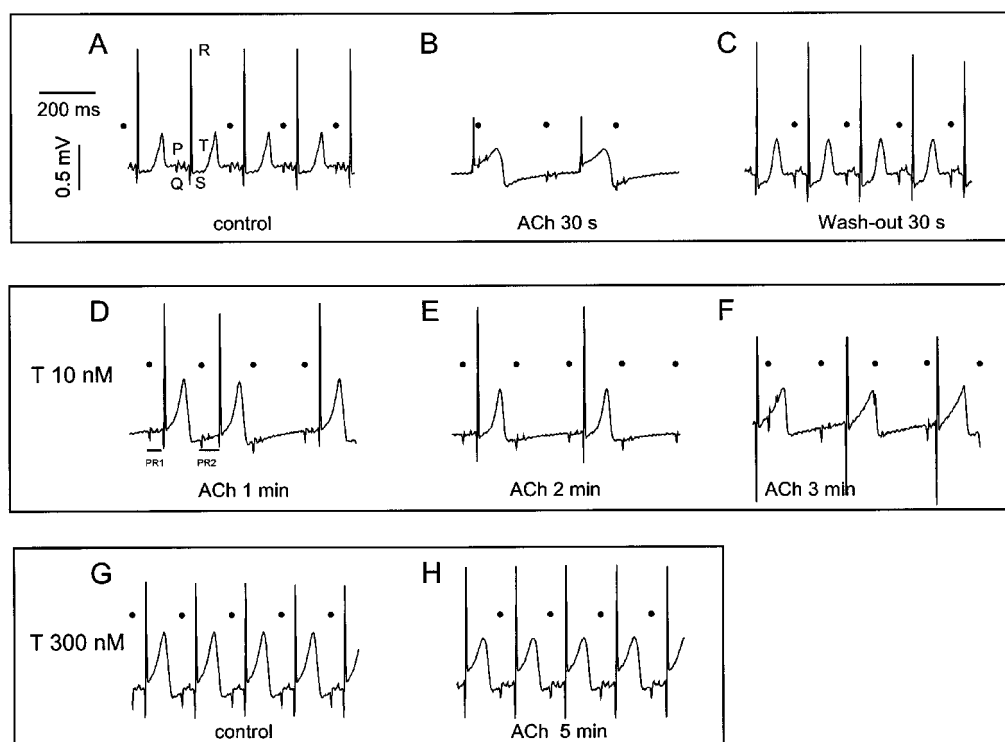 A
B
C
R
200 ms
P
T
0.5 mV
Q
S
control
ACh 30 s
Wash-out 30 s
D
E
F
T 10 nM
PR1
PR2
ACh 1 min
ACh 2 min
ACh 3 min
G
H
T 300 nM
control
ACh 5 min